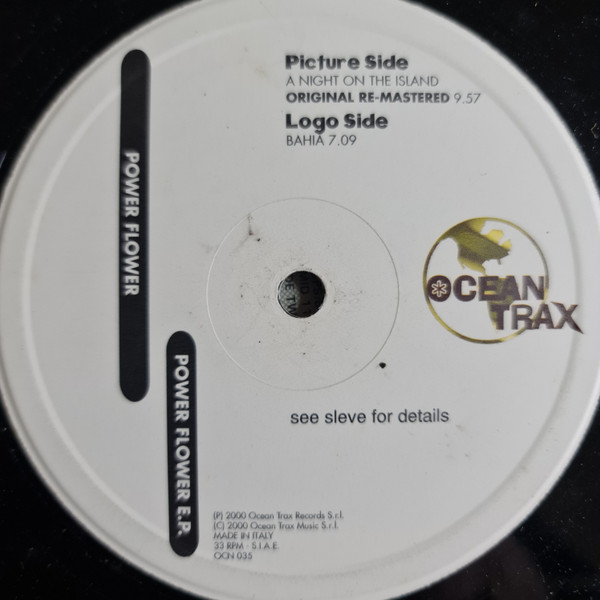 Picture Side
A NIGHT ON THE ISLAND
ORIGINAL RE-MASTERED 9.57
Logo Side
BAHIA 7.09
POWER FLOWER
POWER FLOWER E.P.
OCEAN
TRAX
see sleve for details
(P) 2000 Ocean Trax Records S.r.l.
(C) 2000 Ocean Trax Music S.r.l.
MADE IN ITALY
33 RPM - S.I.A.E.
OCN 035